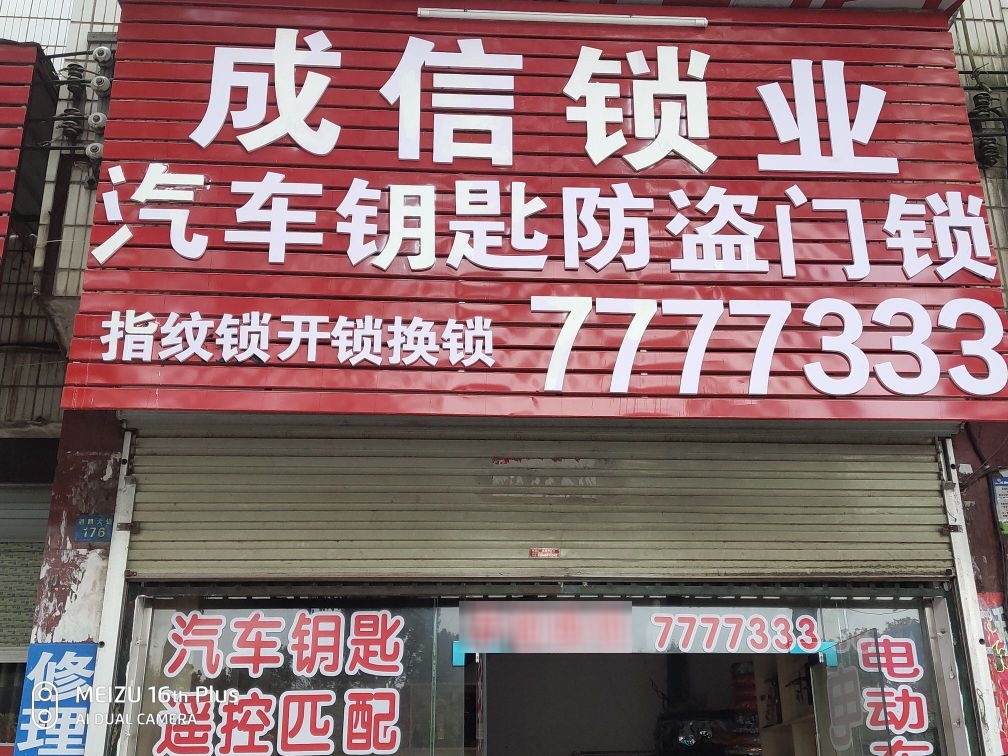 成信锁业
汽车钥匙防盗门锁
指纹锁开锁换锁 7777333
176
汽车钥匙
遥控匹配
7777333
电动
修理
MEIZU 16th Plus
AI DUAL CAMERA